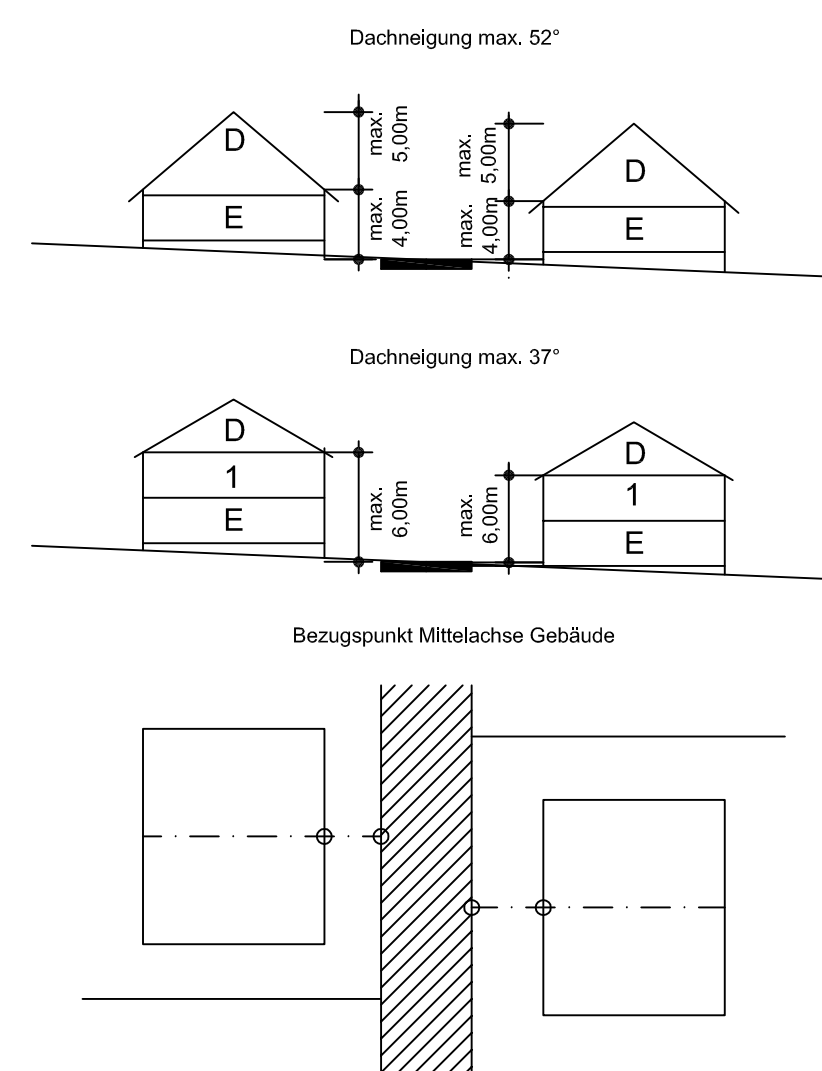 Dachneigung max. 52°
D
E
max.
5,00m
max.
4,00m
max.
5,00m
max.
4,00m
D
E
Dachneigung max. 37°
D
1
E
max.
6,00m
max.
6,00m
D
1
E
Bezugspunkt Mittelachse Gebäude